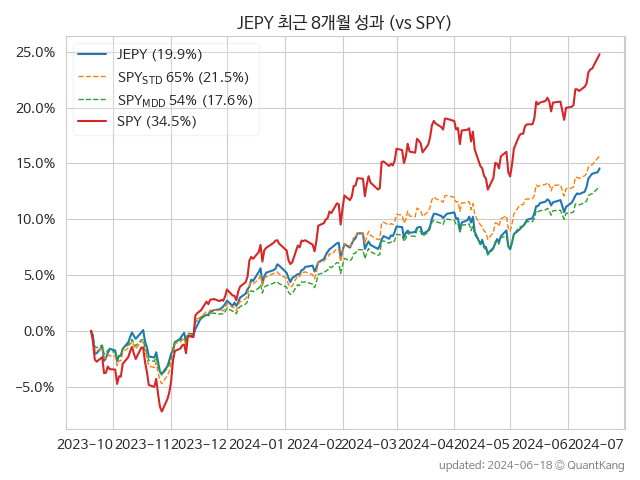 JEPY 최근 8개월 성과 (vs SPY)
25.0%
20.0%
15.0%
10.0%
5.0%
0.0%
−5.0%
JEPY (19.9%)
SPYSTD 65% (21.5%)
SPYMDD 54% (17.6%)
SPY (34.5%)
2023-10 2023-11 2023-12 2024-01 2024-02 2024-03 2024-04 2024-05 2024-06 2024-07
updated: 2024-06-18 ⓒ QuantKang